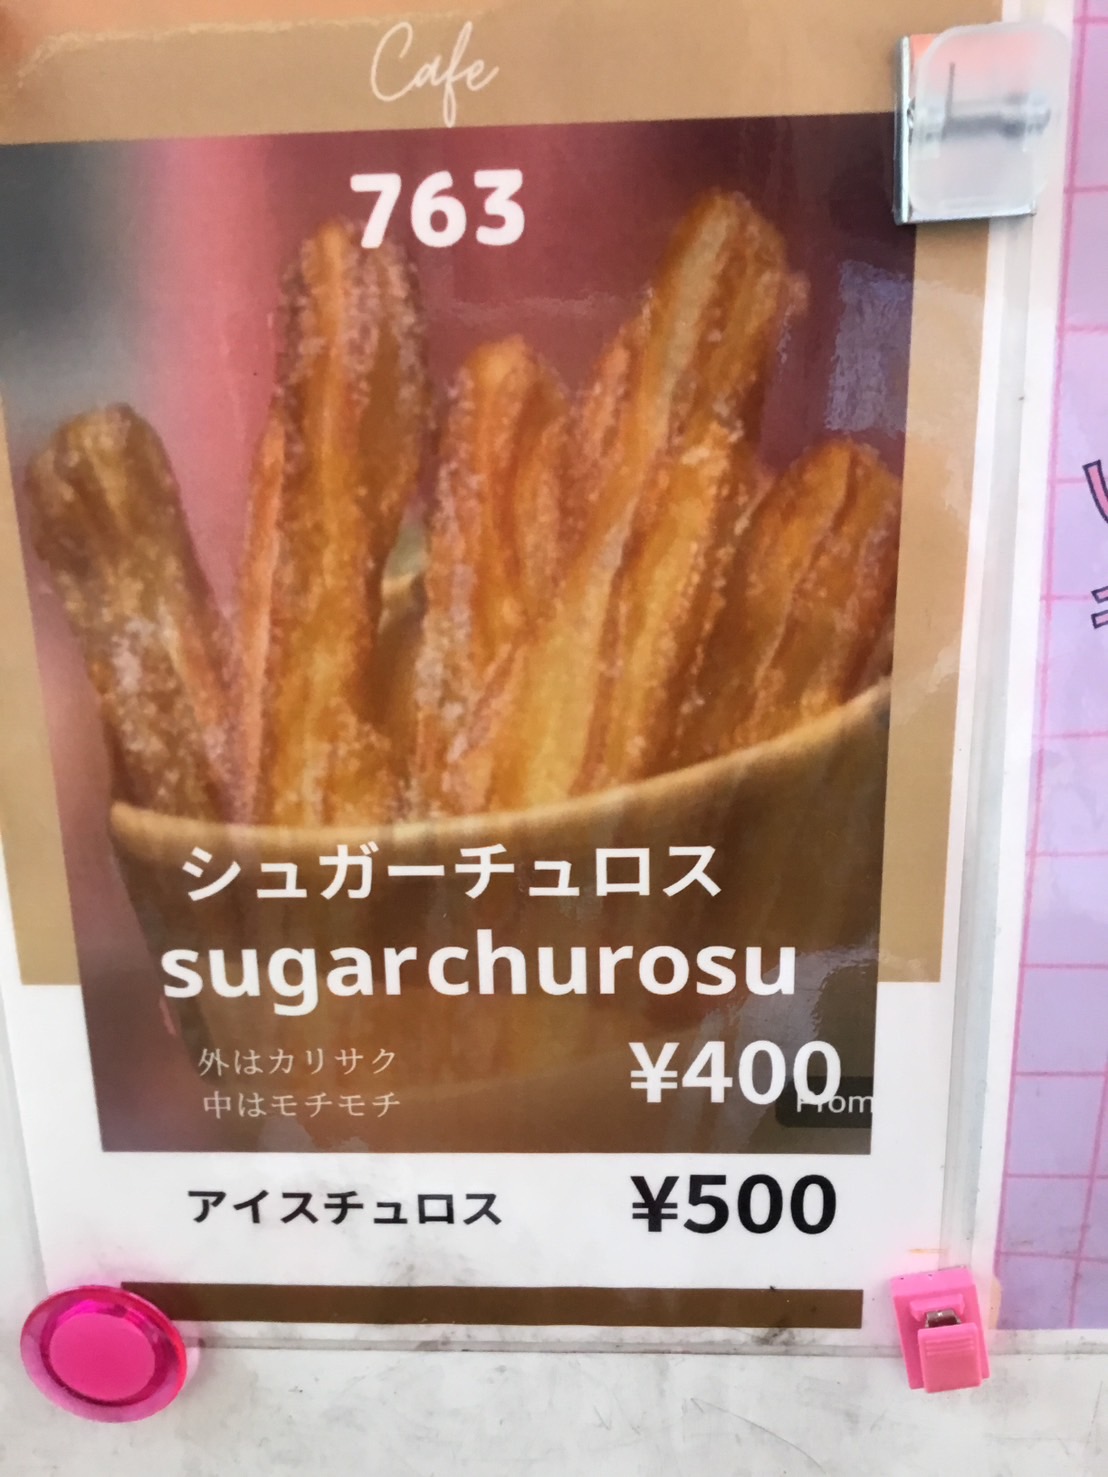 Cafe
763
シュガーチュロス
sugarchurosu
外はカリサク
中はモチモチ
¥400
From
アイスチュロス
¥500